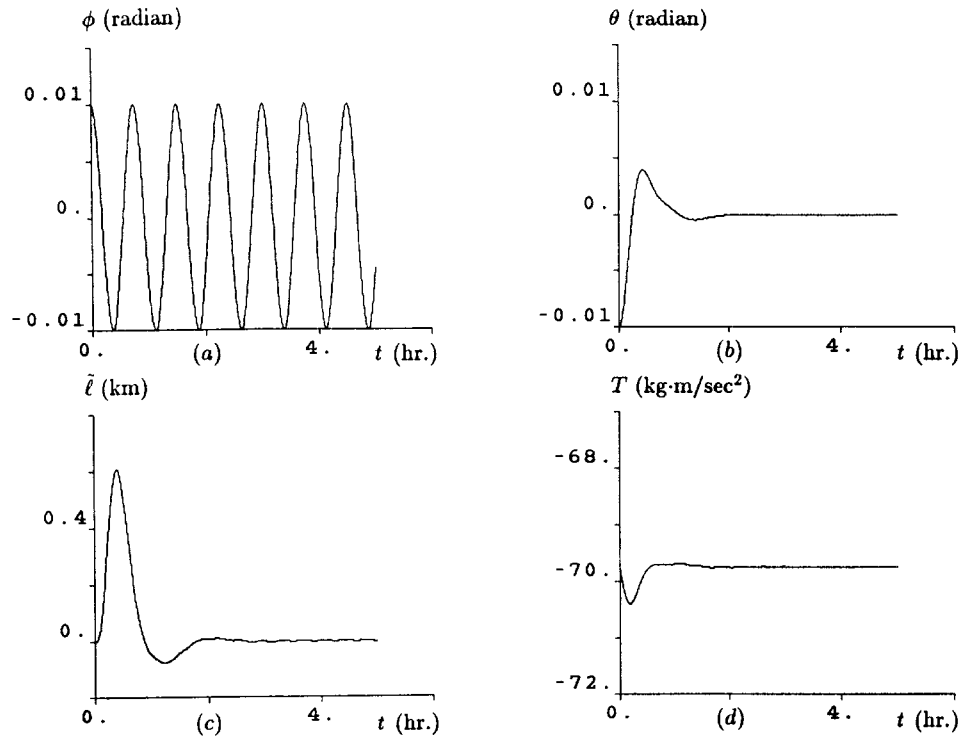 ϕ (radian)
0.01
0.
-0.01
0.
(a)
4.
t (hr.)
θ (radian)
0.01
0.
-0.01
0.
(b)
4.
t (hr.)
ℓ̃ (km)
0.4
0.
0.
(c)
4.
t (hr.)
T (kg·m/sec²)
-68.
-70.
-72.
0.
(d)
4.
t (hr.)